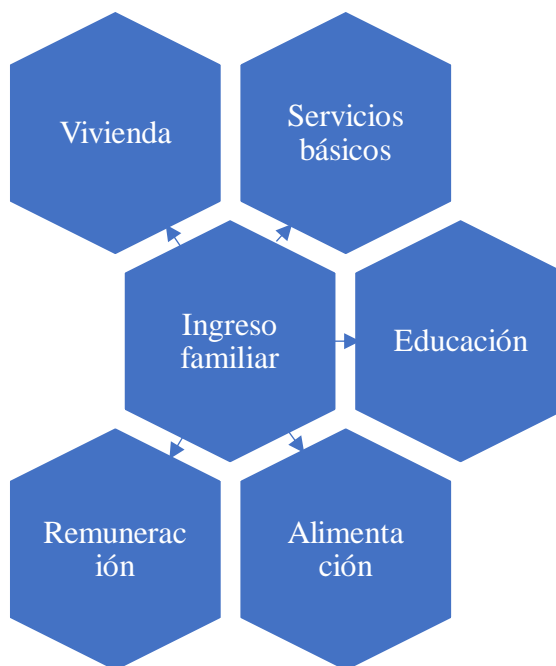 Vivienda
Servicios
básicos
Ingreso
familiar
Educación
Remunerac
ión
Alimenta
ción